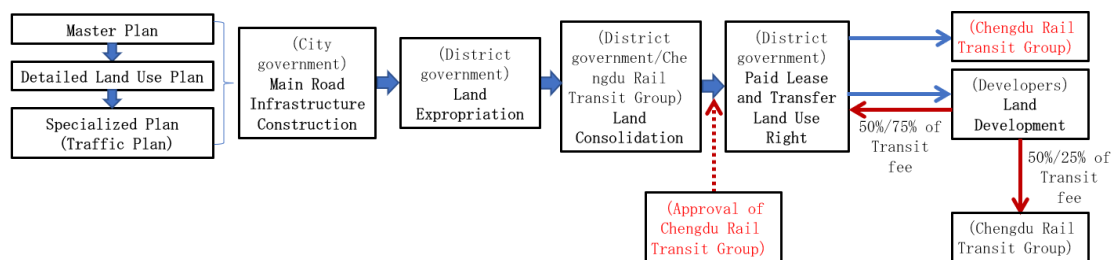 Master Plan
Detailed Land Use Plan
Specialized Plan
(Traffic Plan)
(City
government)
Main Road
Infrastructure
Construction
(District
government)
Land
Expropriation
(District
government/Che
ngdu Rail
Transit Group)
Land
Consolidation
(Approval of
Chengdu Rail
Transit Group)
(District
government)
Paid Lease
and Transfer
Land Use
Right
(Chengdu Rail
Transit Group)
(Developers)
Land
Development
50%/75% of
Transit
fee
50%/25% of
Transit
fee
(Chengdu Rail
Transit Group)